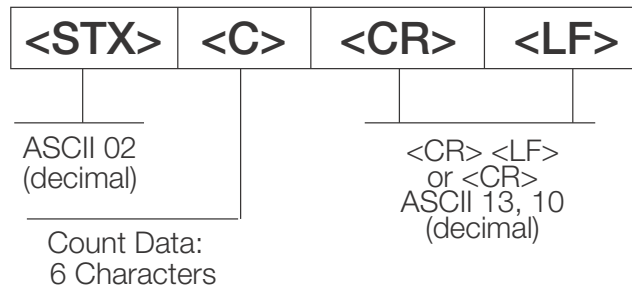 <STX> <C> <CR> <LF>
ASCII 02
(decimal)
<CR> <LF>
or <CR>
ASCII 13, 10
(decimal)
Count Data:
6 Characters